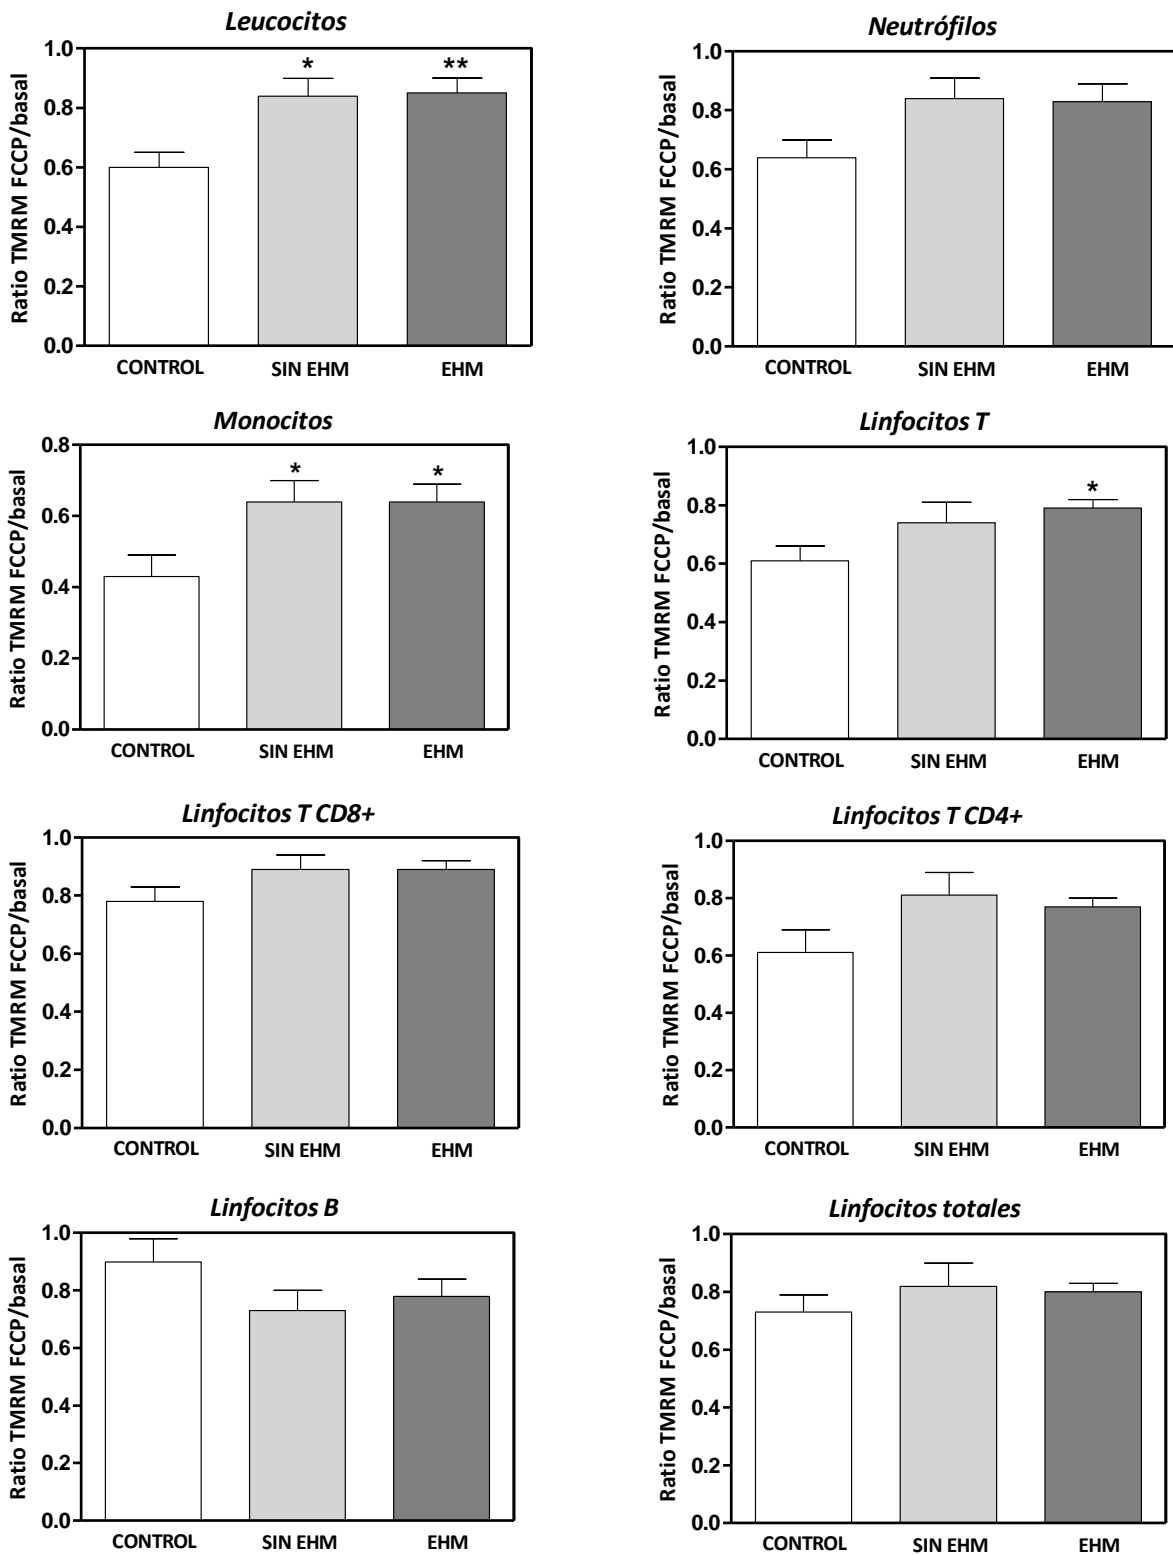 Leucocitos
Ratio TMRM FCCP/basal
1.0
0.8
0.6
0.4
0.2
0.0
*
**
CONTROL SIN EHM EHM
Neutrófilos
Ratio TMRM FCCP/basal
1.0
0.8
0.6
0.4
0.2
0.0
CONTROL SIN EHM EHM
Monocitos
Ratio TMRM FCCP/basal
0.8
0.6
0.4
0.2
0.0
*
*
CONTROL SIN EHM EHM
Linfocitos T
Ratio TMRM FCCP/basal
1.0
0.8
0.6
0.4
0.2
0.0
*
CONTROL SIN EHM EHM
Linfocitos T CD8+
Ratio TMRM FCCP/basal
1.0
0.8
0.6
0.4
0.2
0.0
CONTROL SIN EHM EHM
Linfocitos T CD4+
Ratio TMRM FCCP/basal
1.0
0.8
0.6
0.4
0.2
0.0
CONTROL SIN EHM EHM
Linfocitos B
Ratio TMRM FCCP/basal
1.0
0.8
0.6
0.4
0.2
0.0
CONTROL SIN EHM EHM
Linfocitos totales
Ratio TMRM FCCP/basal
1.0
0.8
0.6
0.4
0.2
0.0
CONTROL SIN EHM EHM